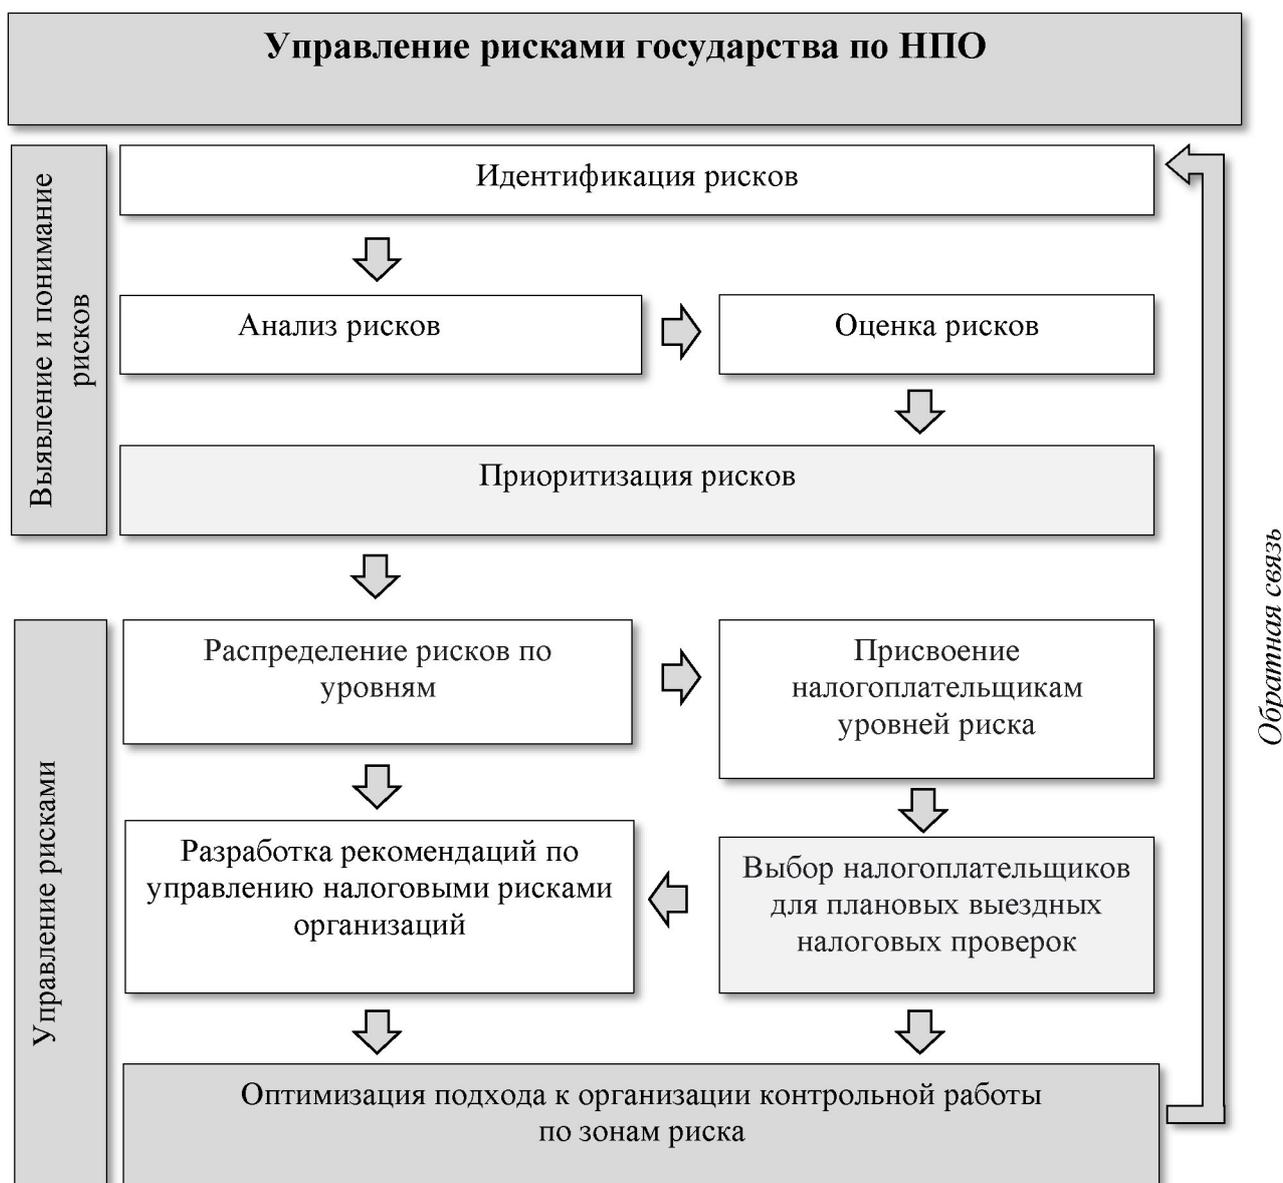 Управление рисками государства по НПО
Выявление и понимание
рисков
Идентификация рисков
Анализ рисков
Оценка рисков
Приоритизация рисков
Управление рисками
Распределение рисков по
уровням
Присвоение
налогоплательщикам
уровней риска
Разработка рекомендаций по
управлению налоговыми рисками
организаций
Выбор налогоплательщиков
для плановых выездных
налоговых проверок
Оптимизация подхода к организации контрольной работы
по зонам риска
Обратная связь